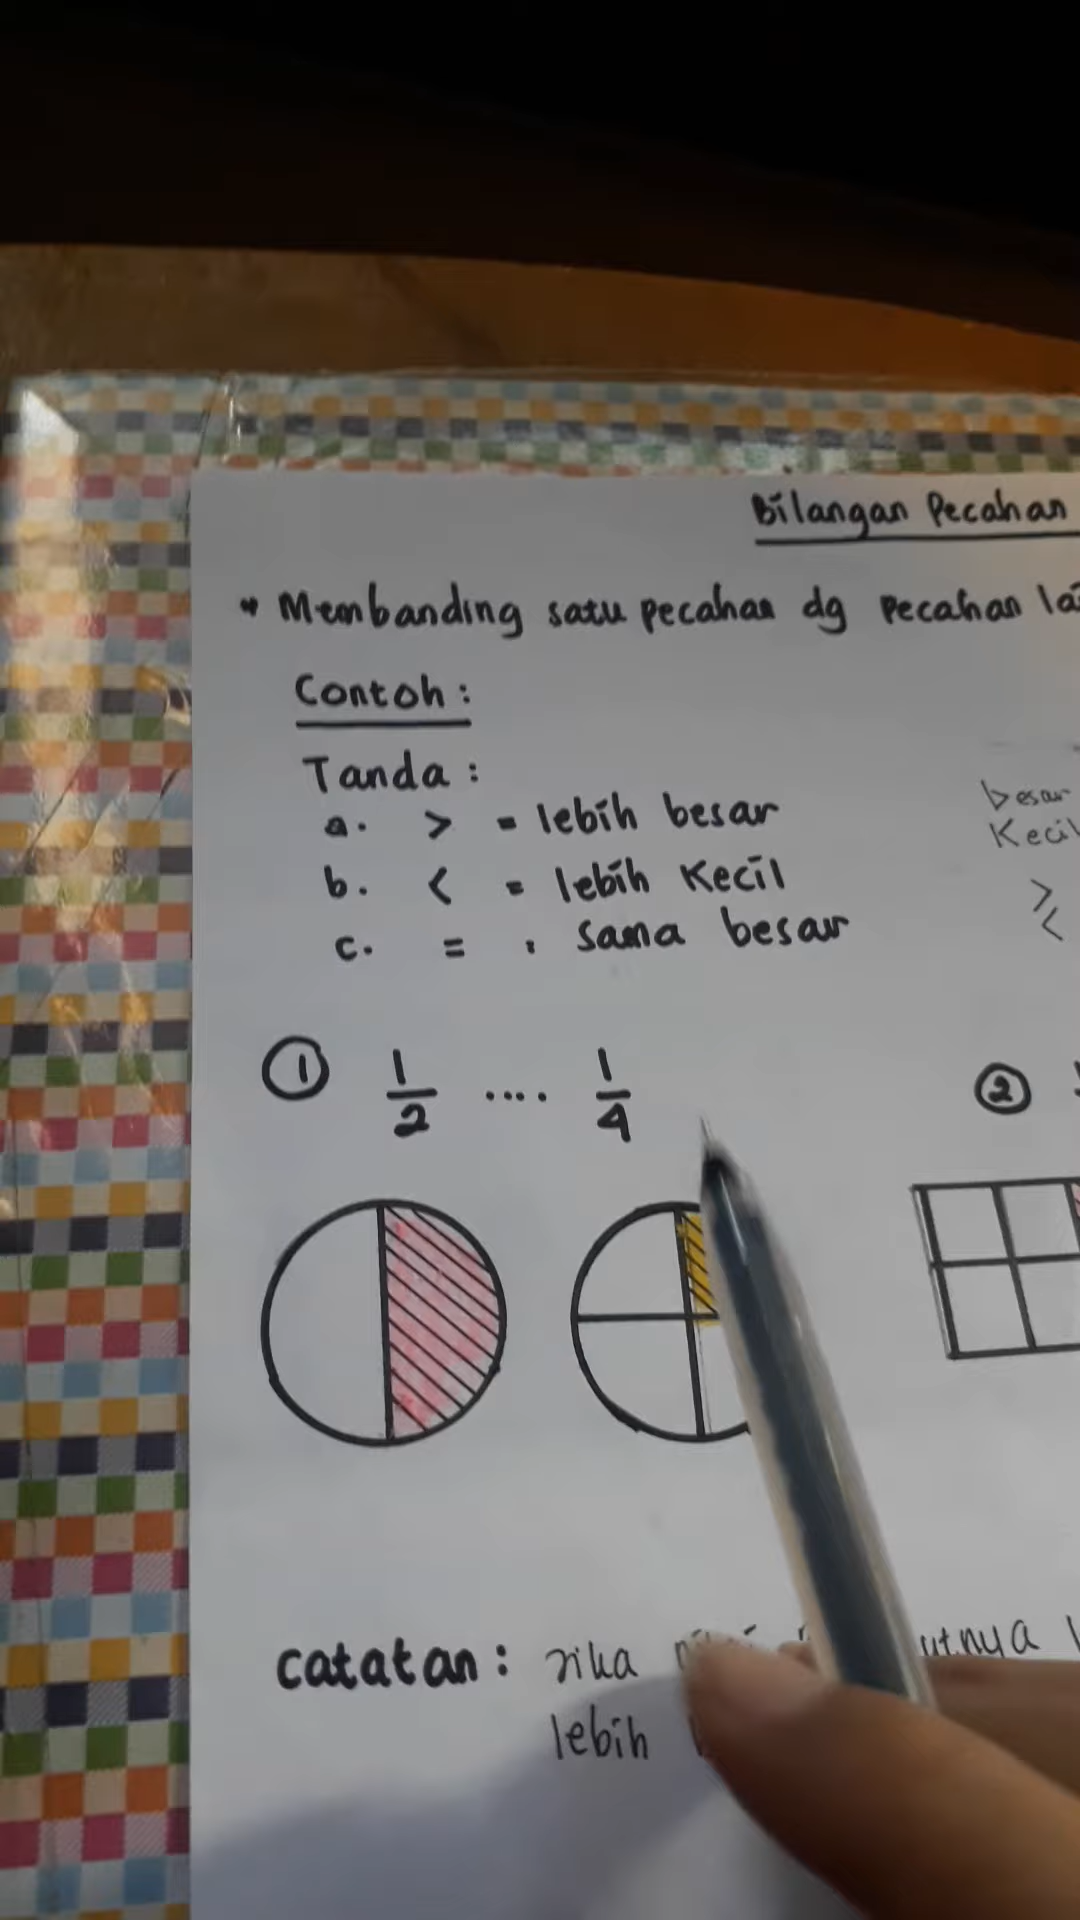 Bilangan Pecahan
Membanding satu pecahan dg pecahan
Contoh :
Tanda :
a. > = lebih besar
b. < = lebih Kecil
c. = : sama besar
besar
Kecil
>
<
1 1/2 .... 1/4
2
catatan : jika
lebih